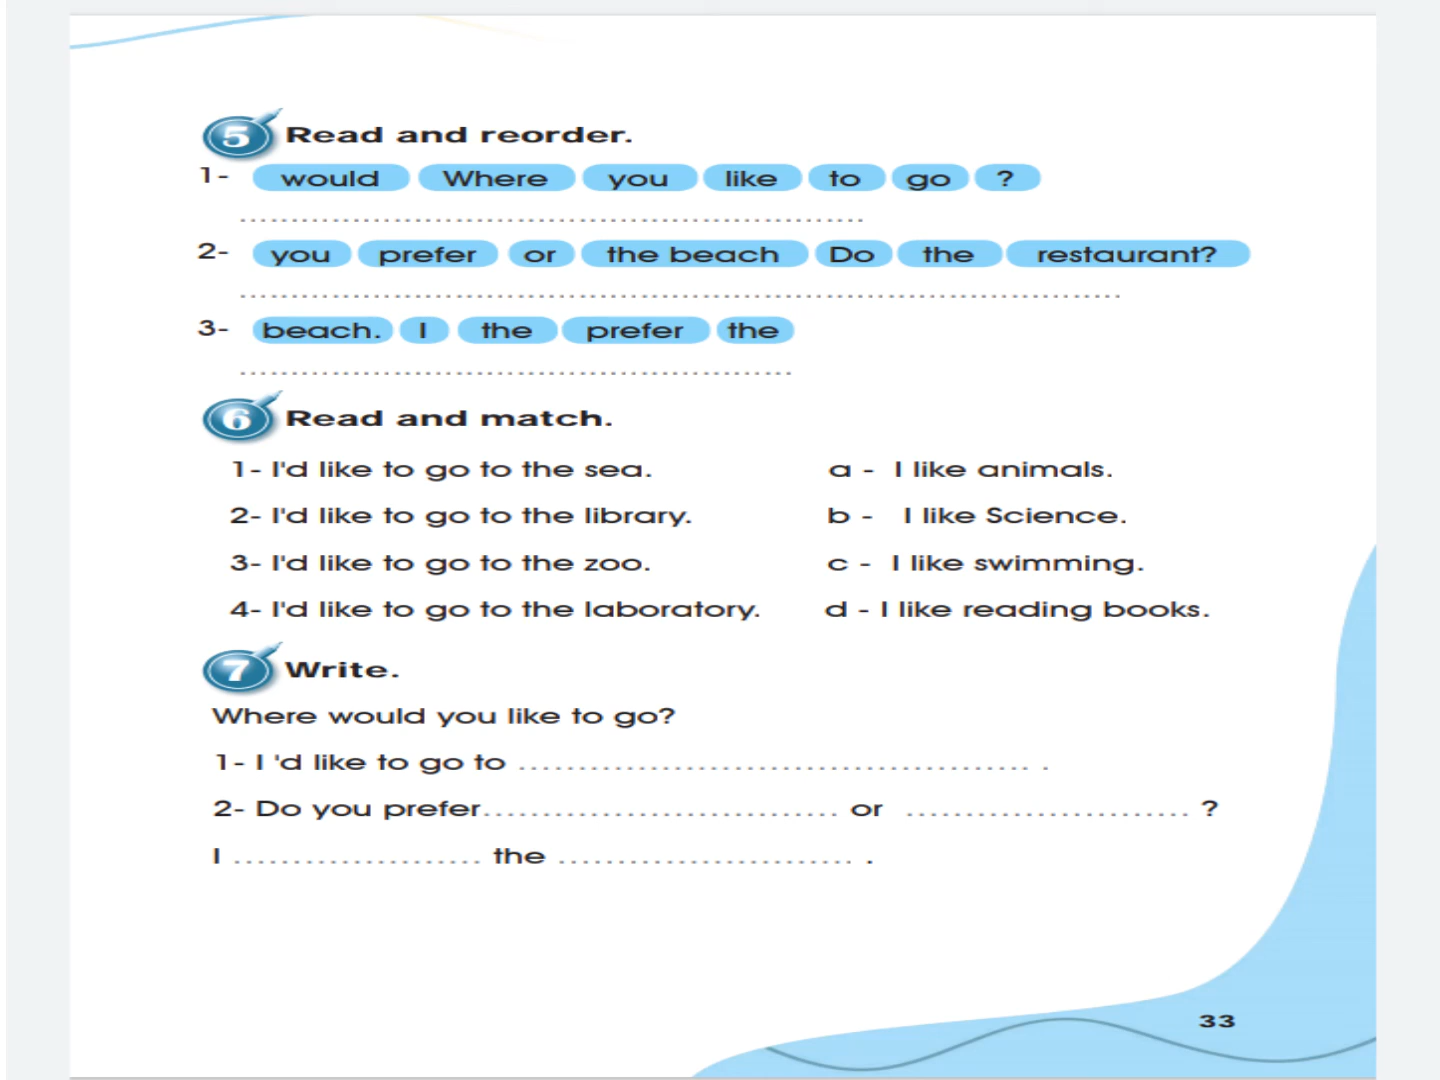 5 Read and reorder.
1- would Where you like to go ?
............................................................
2- you prefer or the beach Do the restaurant?
.....................................................................................
3- beach. I the prefer the
.....................................................
6 Read and match.
1- I'd like to go to the sea. a - I like animals.
2- I'd like to go to the library. b - I like Science.
3- I'd like to go to the zoo. c - I like swimming.
4- I'd like to go to the laboratory. d - I like reading books.
7 Write.
Where would you like to go?
1- I 'd like to go to ........................................... .
2- Do you prefer.............................. or ........................ ?
I ..................... the ......................... .
33